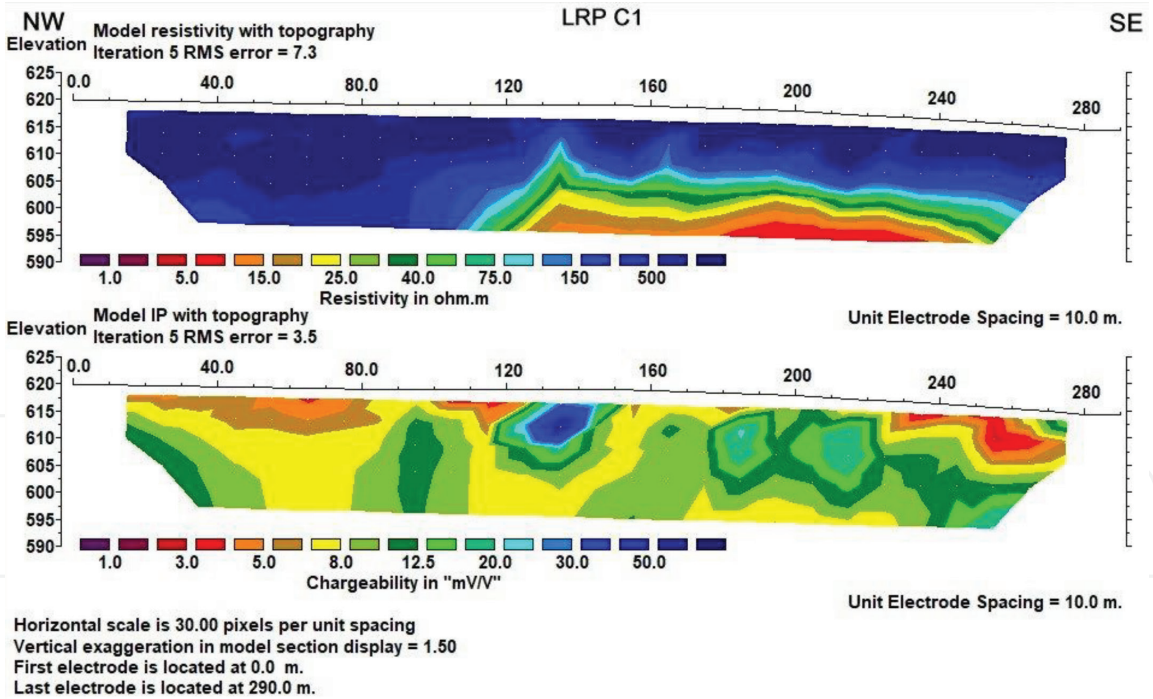 NW
LRP C1
SE
Elevation
Model resistivity with topography
Iteration 5 RMS error = 7.3
0.0 40.0 80.0 120 160 200 240 280
625
620
615
610
605
600
595
590
1.0 5.0 15.0 25.0 40.0 75.0 150 500
Resistivity in ohm.m
Unit Electrode Spacing = 10.0 m.
Elevation
Model IP with topography
Iteration 5 RMS error = 3.5
0.0 40.0 80.0 120 160 200 240 280
625
620
615
610
605
600
595
590
1.0 3.0 5.0 8.0 12.5 20.0 30.0 50.0
Chargeability in "mV/V"
Unit Electrode Spacing = 10.0 m.
Horizontal scale is 30.00 pixels per unit spacing
Vertical exaggeration in model section display = 1.50
First electrode is located at 0.0 m.
Last electrode is located at 290.0 m.